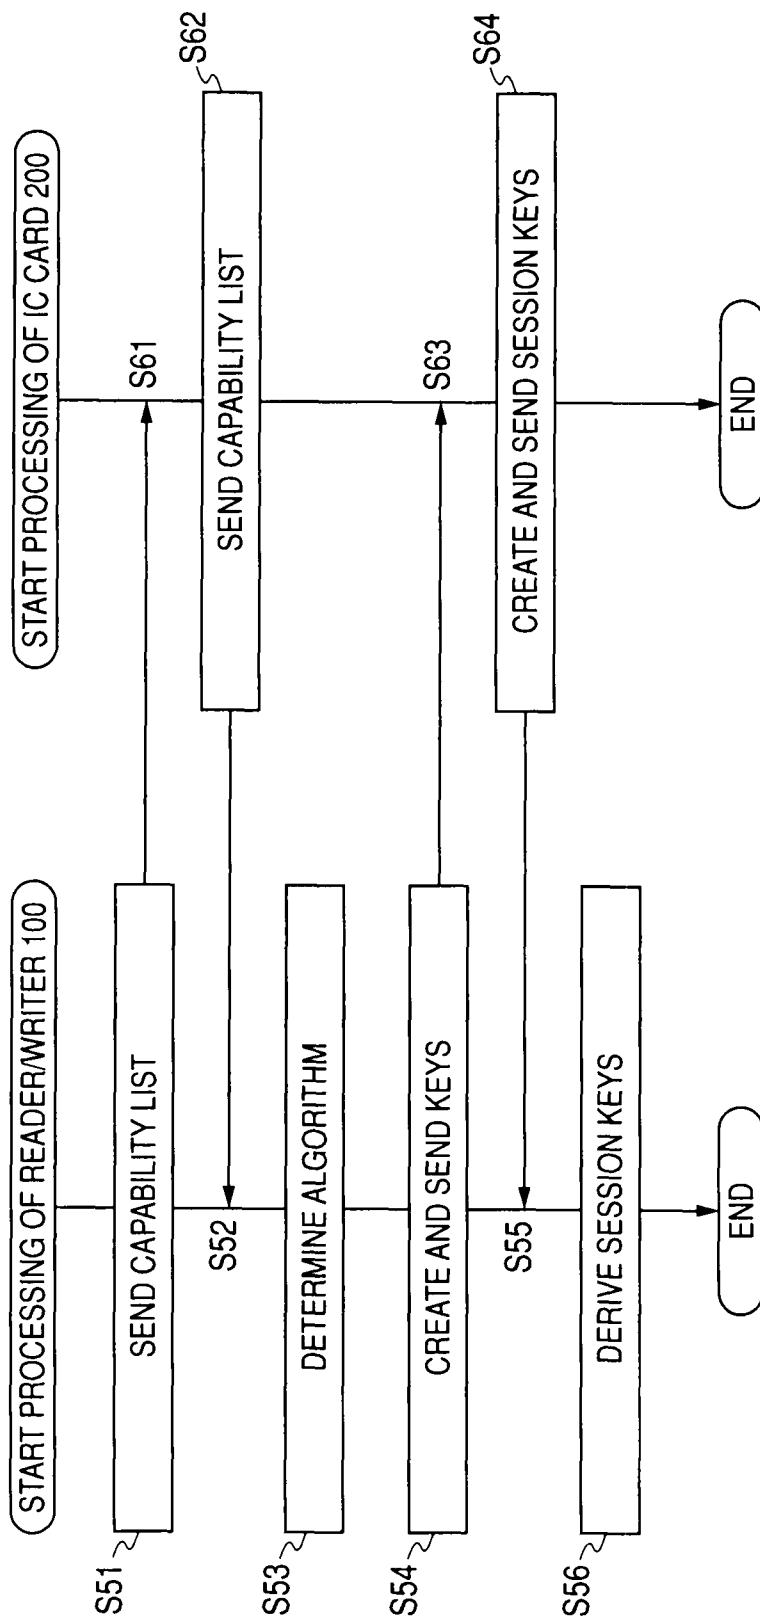 START PROCESSING OF READER/WRITER 100
START PROCESSING OF IC CARD 200
S51
SEND CAPABILITY LIST
S61
S62
SEND CAPABILITY LIST
S52
S53
DETERMINE ALGORITHM
S54
CREATE AND SEND KEYS
S63
S64
CREATE AND SEND SESSION KEYS
S55
S56
DERIVE SESSION KEYS
END
END